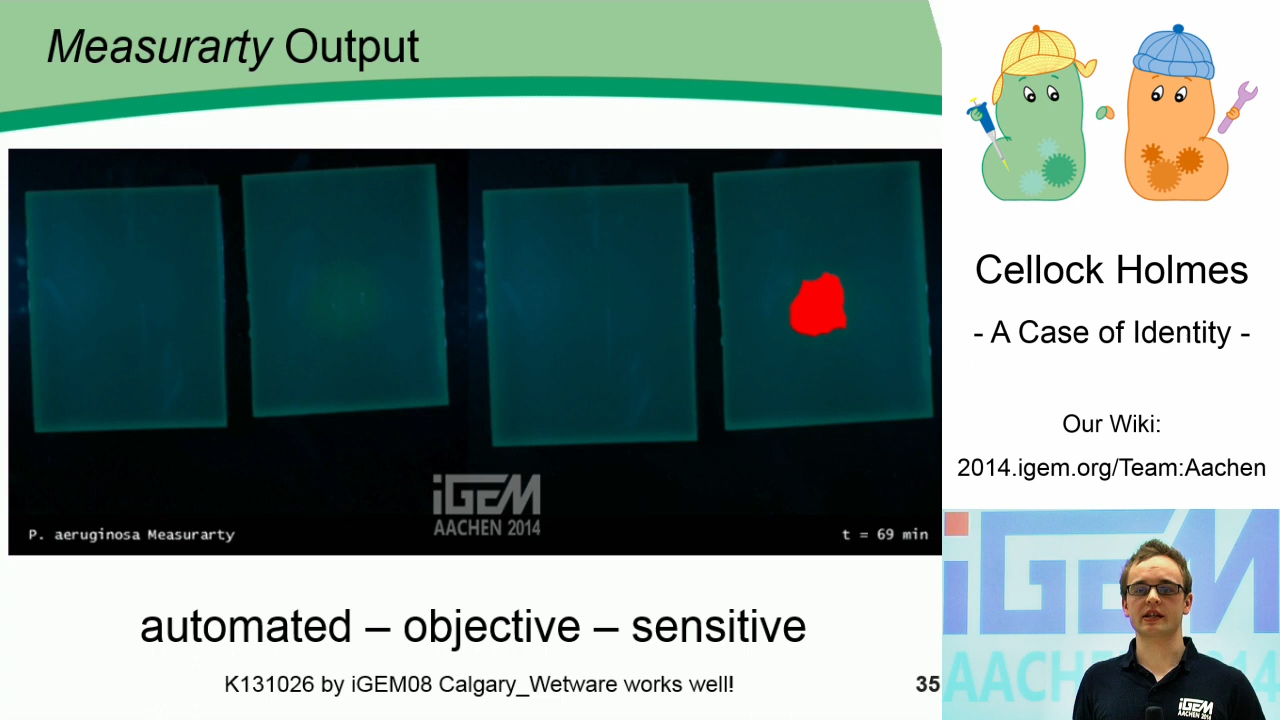 Measurarty Output
iGEM
AACHEN 2014
P. aeruginosa Measurarty
t = 69 min
automated – objective – sensitive
K131026 by iGEM08 Calgary_Wetware works well!
35
Cellock Holmes
- A Case of Identity -
Our Wiki:
2014.igem.org/Team:Aachen
iGEM
AACHEN 2014
iGEM
AACHEN 2014